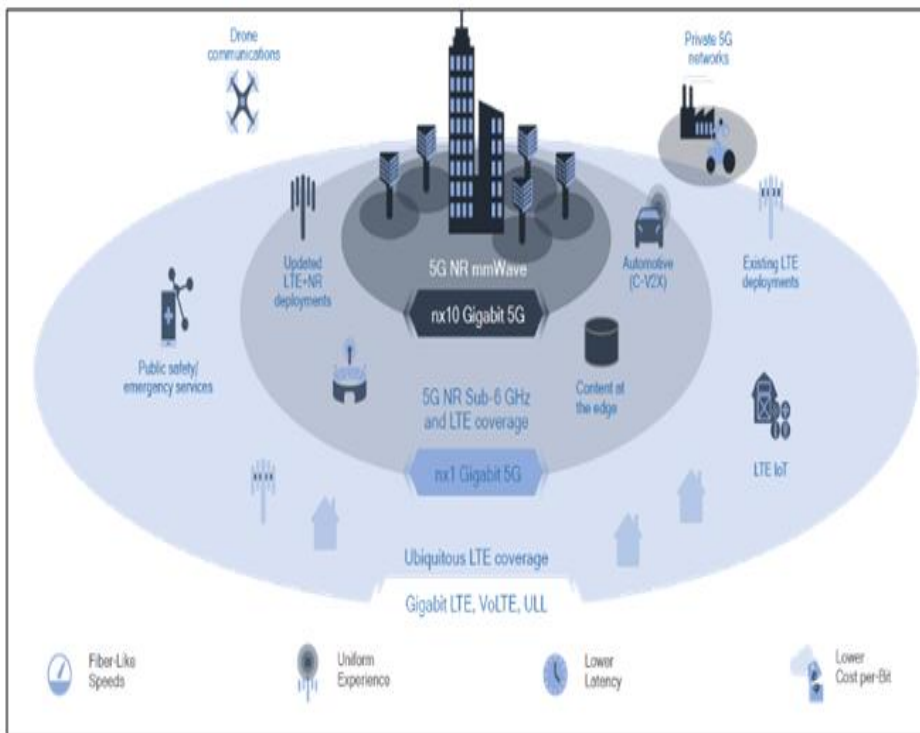 Drone
communications
Private 5G
networks
5G NR mmWave
nx10 Gigabit 5G
Updated
LTE+NR
deployments
Automotive
(C-V2X)
Existing LTE
deployments
Public safety/
emergency services
5G NR Sub-6 GHz
and LTE coverage
Content at
the edge
nx1 Gigabit 5G
LTE IoT
Ubiquitous LTE coverage
Gigabit LTE, VoLTE, ULL
Fiber-Like
Speeds
Uniform
Experience
Lower
Latency
Lower
Cost per-Bit